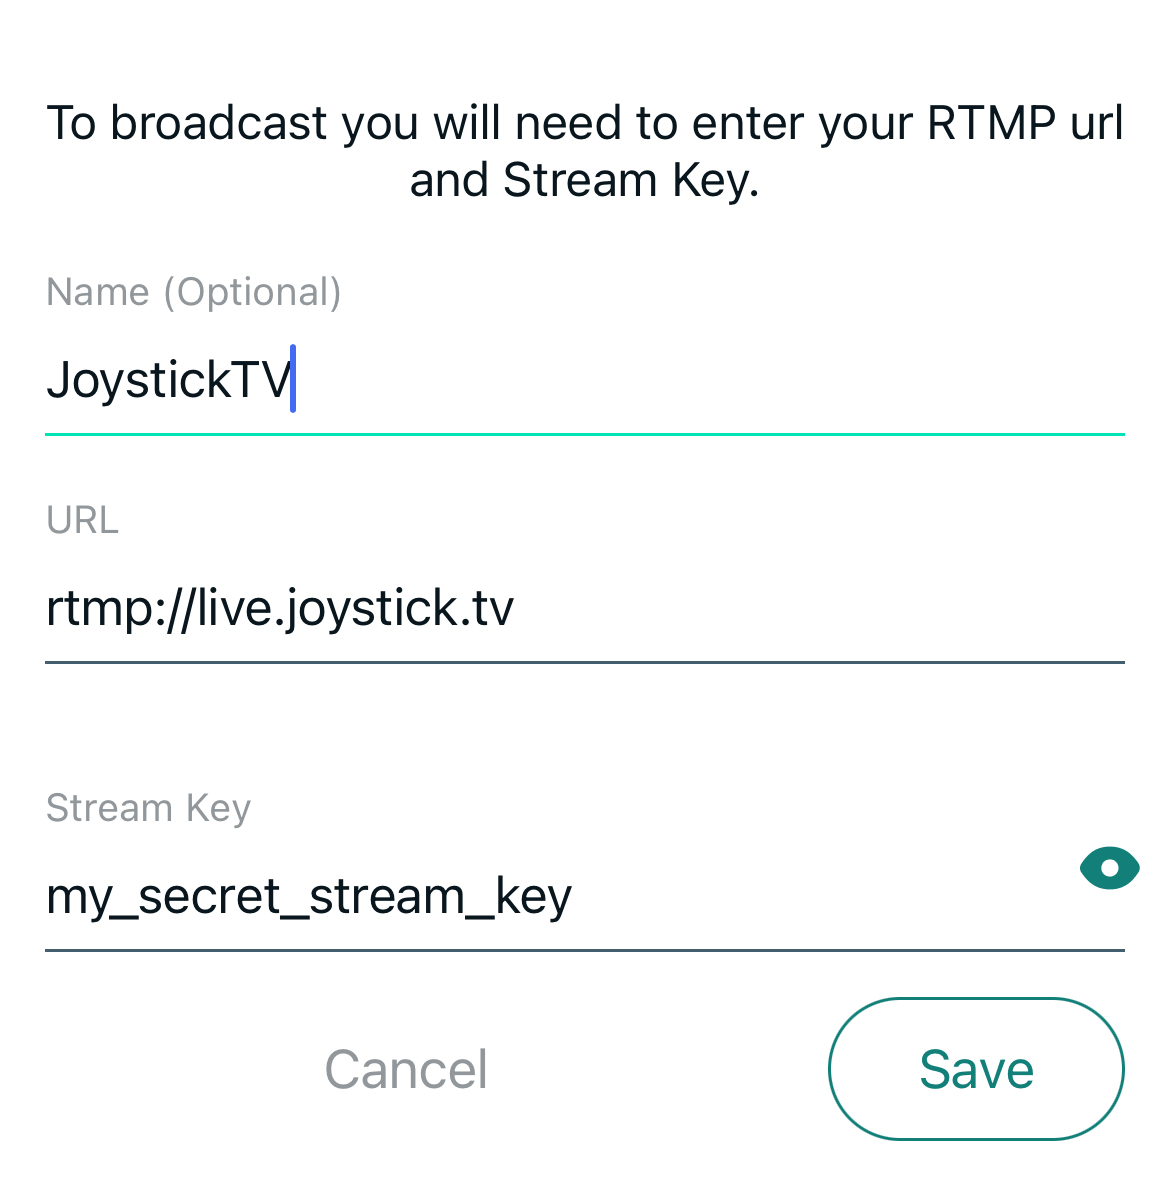 To broadcast you will need to enter your RTMP url
and Stream Key.
Name (Optional)
JoystickTV
URL
rtmp://live.joystick.tv
Stream Key
my_secret_stream_key
Cancel
Save